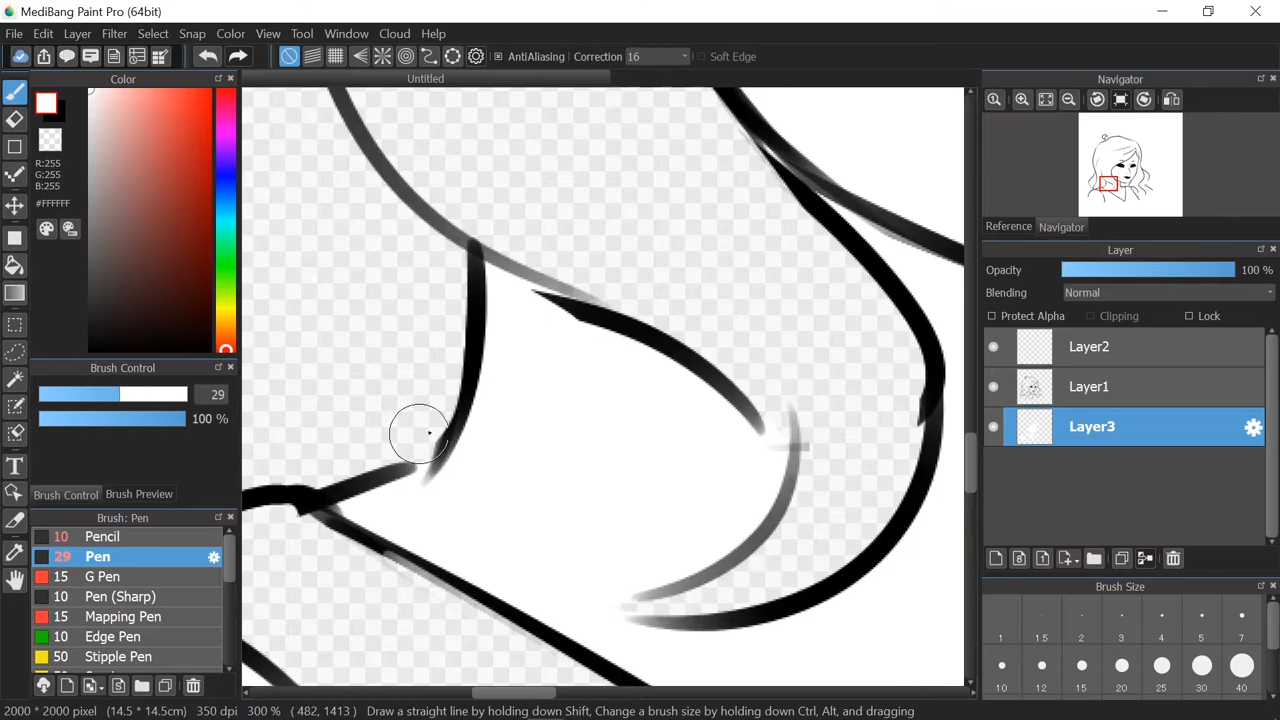 MediBang Paint Pro (64bit)
File Edit Layer Filter Select Snap Color View Tool Window Cloud Help
AntiAliasing Correction 16 Soft Edge
Color
Untitled
Navigator
R:255
G:255
B:255
#FFFFFF
Reference Navigator
Layer
Opacity 100 %
Blending Normal
Protect Alpha Clipping Lock
Layer2
Layer1
Layer3
Brush Control
29
100 %
Brush Control Brush Preview
Brush: Pen
10 Pencil
29 Pen
15 G Pen
10 Pen (Sharp)
15 Mapping Pen
10 Edge Pen
50 Stipple Pen
Brush Size
1 1.5 2 3 4 5 7
10 12 15 20 25 30 40
2000 * 2000 pixel (14.5 * 14.5cm) 350 dpi 300 % ( 482, 1413 ) Draw a straight line by holding down Shift, Change a brush size by holding down Ctrl, Alt, and dragging